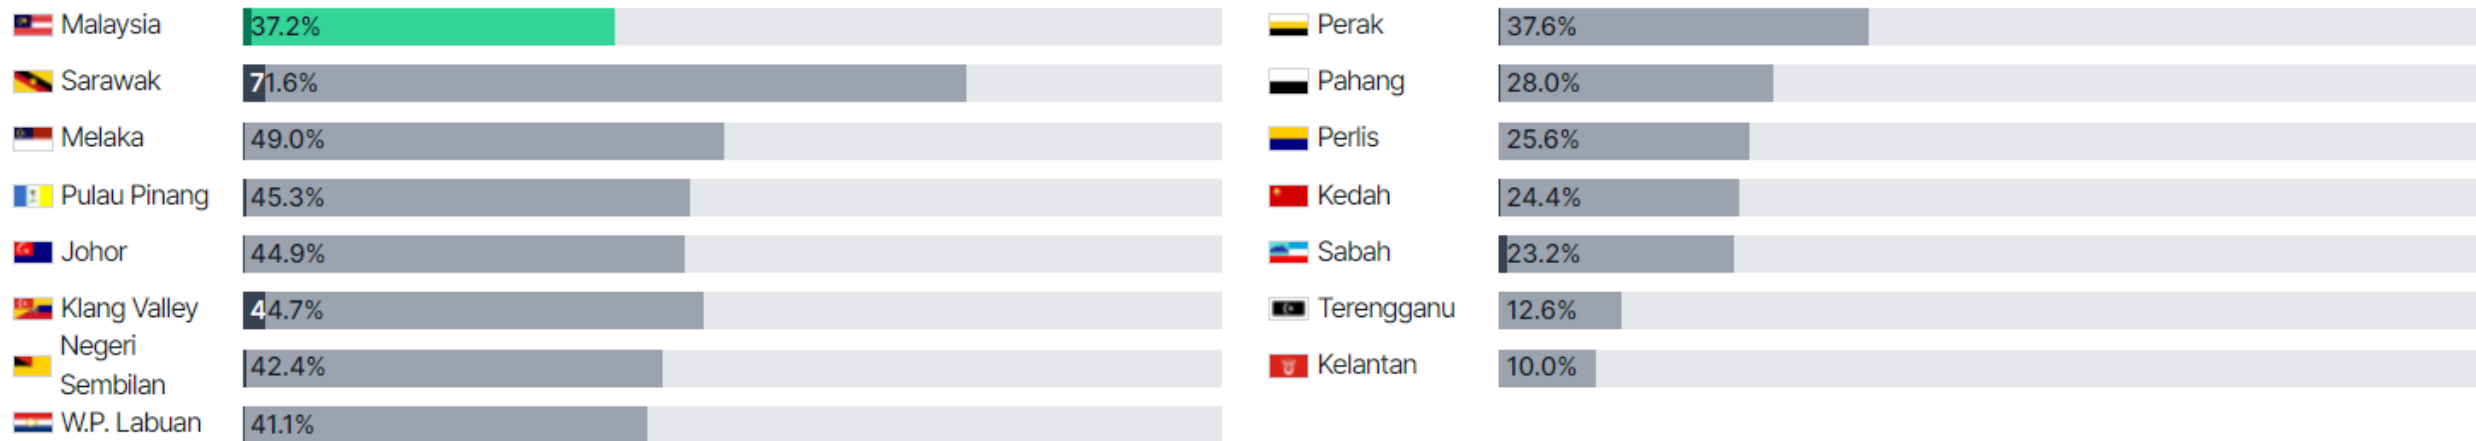 Malaysia 37.2%
Sarawak 71.6%
Melaka 49.0%
Pulau Pinang 45.3%
Johor 44.9%
Klang Valley 44.7%
Negeri
Sembilan 42.4%
W.P. Labuan 41.1%
Perak 37.6%
Pahang 28.0%
Perlis 25.6%
Kedah 24.4%
Sabah 23.2%
Terengganu 12.6%
Kelantan 10.0%